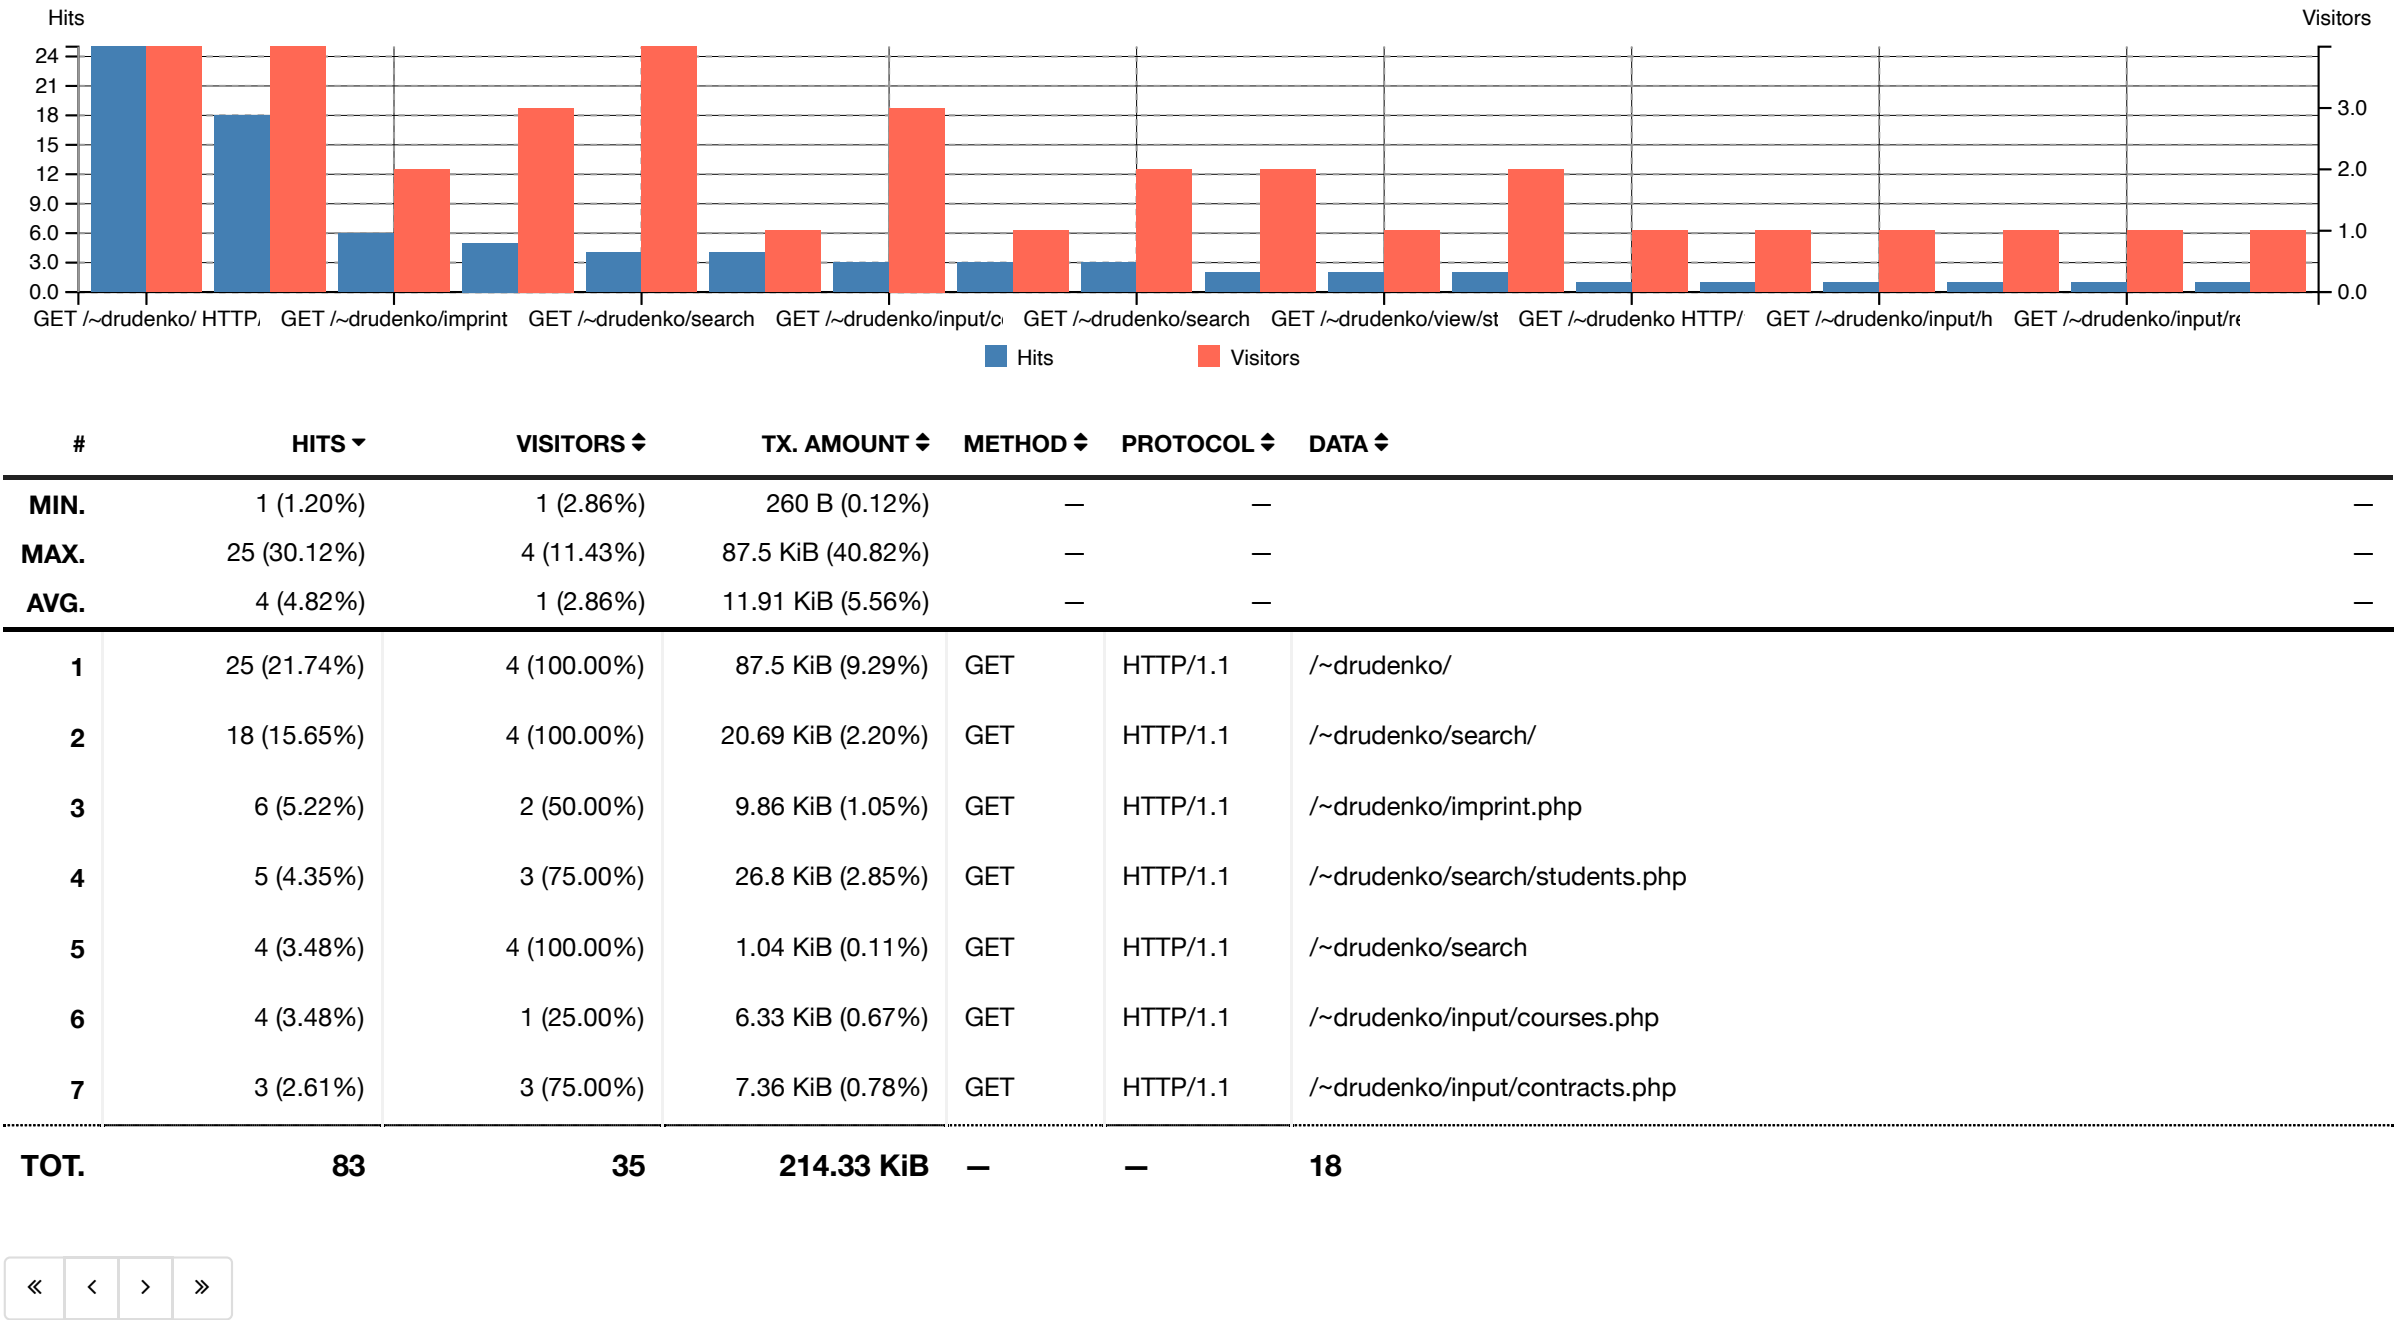 Hits Visitors
24
21
18
15
12
9.0
6.0
3.0
0.0
3.0
2.0
1.0
0.0
GET /~drudenko/ HTTP/ GET /~drudenko/imprint GET /~drudenko/search GET /~drudenko/input/co GET /~drudenko/search GET /~drudenko/view/st GET /~drudenko HTTP/ GET /~drudenko/input/h GET /~drudenko/input/re
Hits Visitors
# HITS VISITORS TX. AMOUNT METHOD PROTOCOL DATA
MIN. 1 (1.20%) 1 (2.86%) 260 B (0.12%) — — —
MAX. 25 (30.12%) 4 (11.43%) 87.5 KiB (40.82%) — — —
AVG. 4 (4.82%) 1 (2.86%) 11.91 KiB (5.56%) — — —
1 25 (21.74%) 4 (100.00%) 87.5 KiB (9.29%) GET HTTP/1.1 /~drudenko/
2 18 (15.65%) 4 (100.00%) 20.69 KiB (2.20%) GET HTTP/1.1 /~drudenko/search/
3 6 (5.22%) 2 (50.00%) 9.86 KiB (1.05%) GET HTTP/1.1 /~drudenko/imprint.php
4 5 (4.35%) 3 (75.00%) 26.8 KiB (2.85%) GET HTTP/1.1 /~drudenko/search/students.php
5 4 (3.48%) 4 (100.00%) 1.04 KiB (0.11%) GET HTTP/1.1 /~drudenko/search
6 4 (3.48%) 1 (25.00%) 6.33 KiB (0.67%) GET HTTP/1.1 /~drudenko/input/courses.php
7 3 (2.61%) 3 (75.00%) 7.36 KiB (0.78%) GET HTTP/1.1 /~drudenko/input/contracts.php
TOT. 83 35 214.33 KiB — — 18
« ‹ › »